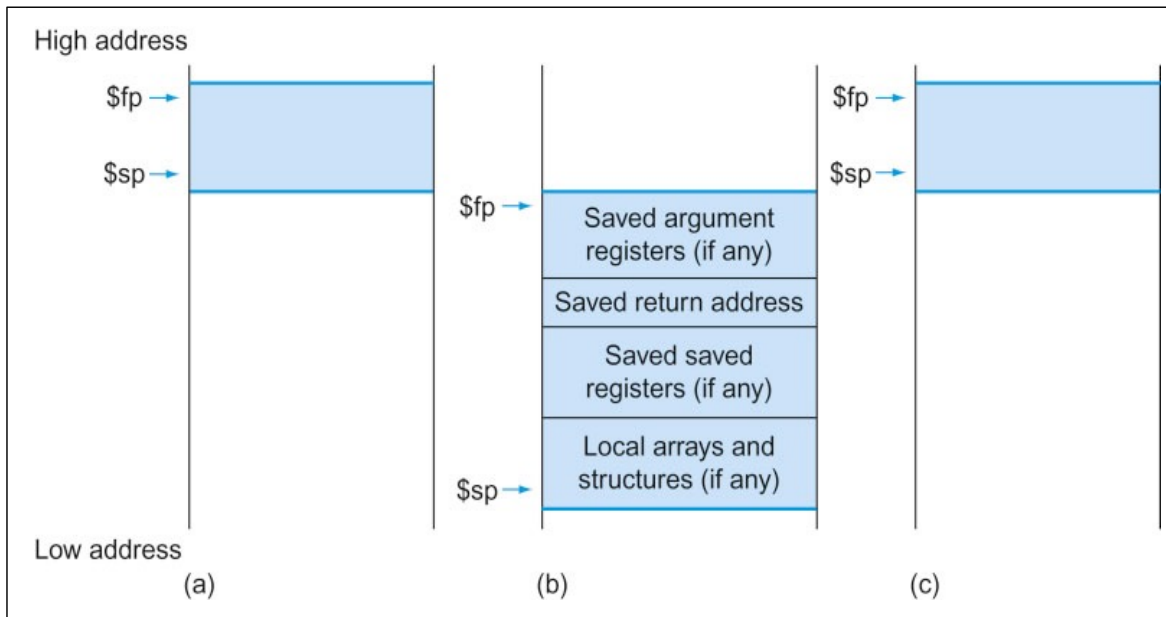 High address
$fp
$sp
$fp
Saved argument
registers (if any)
Saved return address
Saved saved
registers (if any)
Local arrays and
structures (if any)
$sp
$fp
$sp
Low address
(a)
(b)
(c)